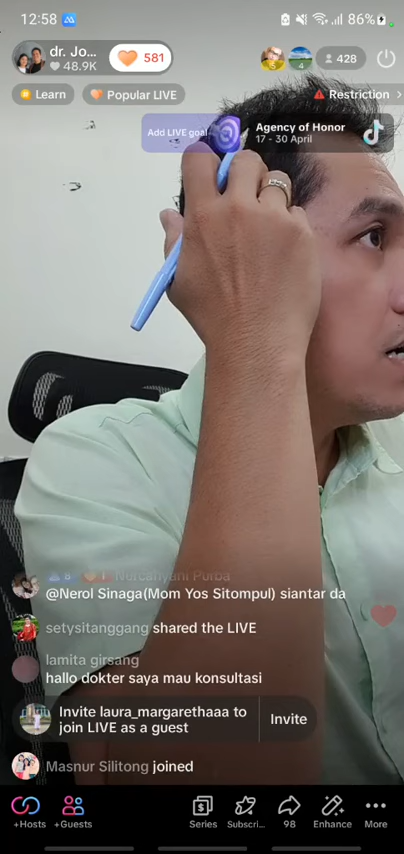 12:58
86%
dr. Jo...
48.9K
581
4
428
Learn
Popular LIVE
Restriction
Add LIVE goal
Agency of Honor
17 - 30 April
8
1
Nurcahyani Purba
@Nerol Sinaga(Mom Yos Sitompul) siantar da
setysitanggang shared the LIVE
lamita girsang
hallo dokter saya mau konsultasi
Invite laura_margarethaaa to
join LIVE as a guest
Invite
Masnur Silitong joined
+Hosts
+Guests
Series
Subscri...
98
Enhance
More